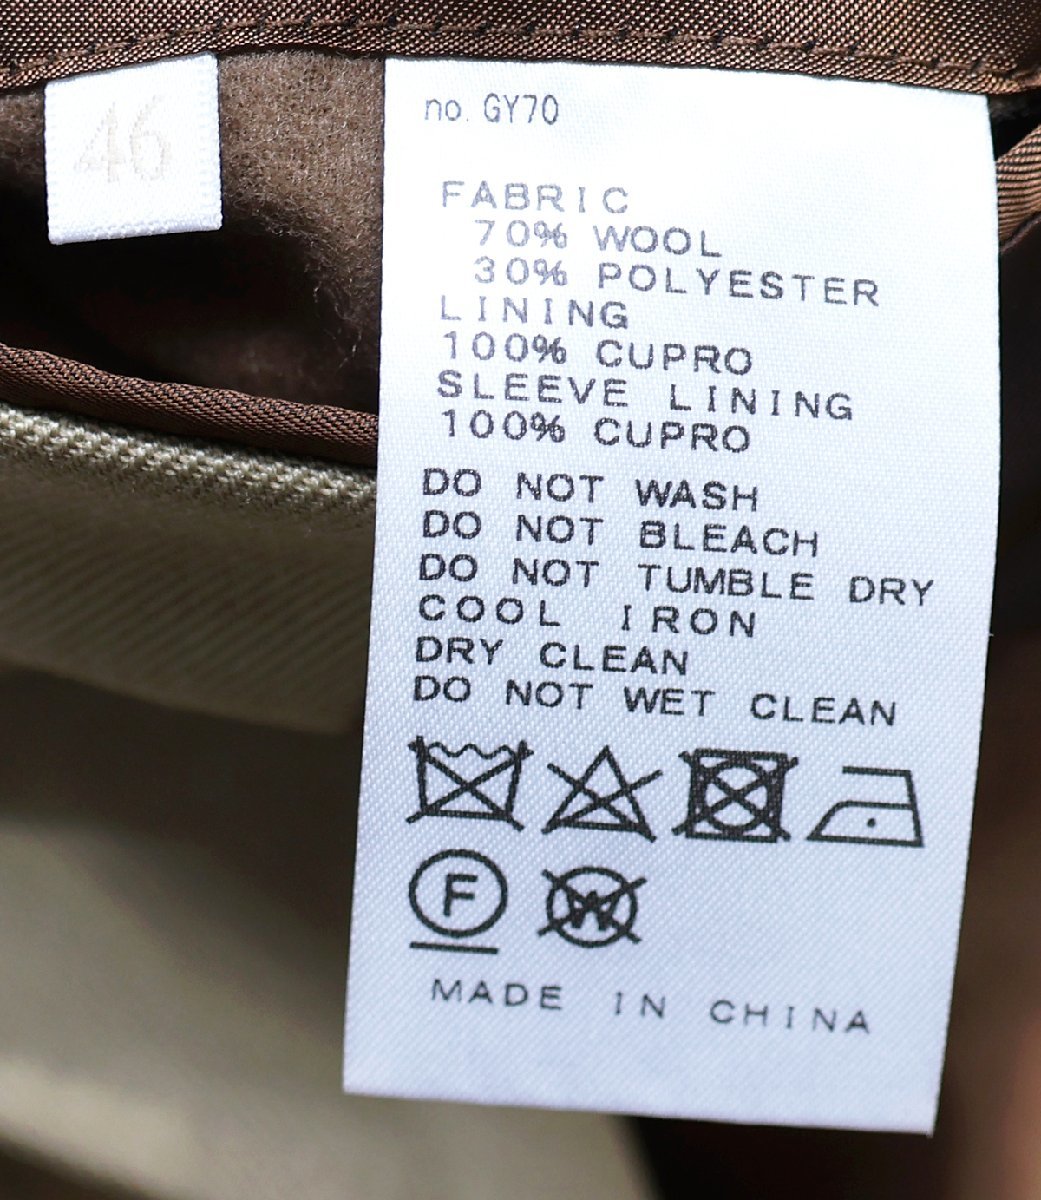 46
no. GY70
FABRIC
70% WOOL
30% POLYESTER
LINING
100% CUPRO
SLEEVE LINING
100% CUPRO
DO NOT WASH
DO NOT BLEACH
DO NOT TUMBLE DRY
COOL IRON
DRY CLEAN
DO NOT WET CLEAN
F W
MADE IN CHINA